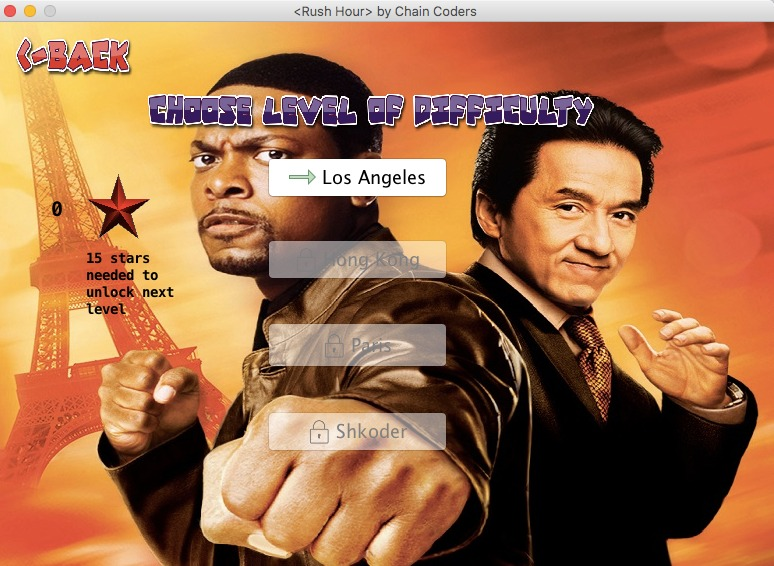 <Rush Hour> by Chain Coders
<-BACK
CHOOSE LEVEL OF DIFFICULTY
Los Angeles
0
Hong Kong
15 stars
needed to
unlock next
level
Paris
Shkoder